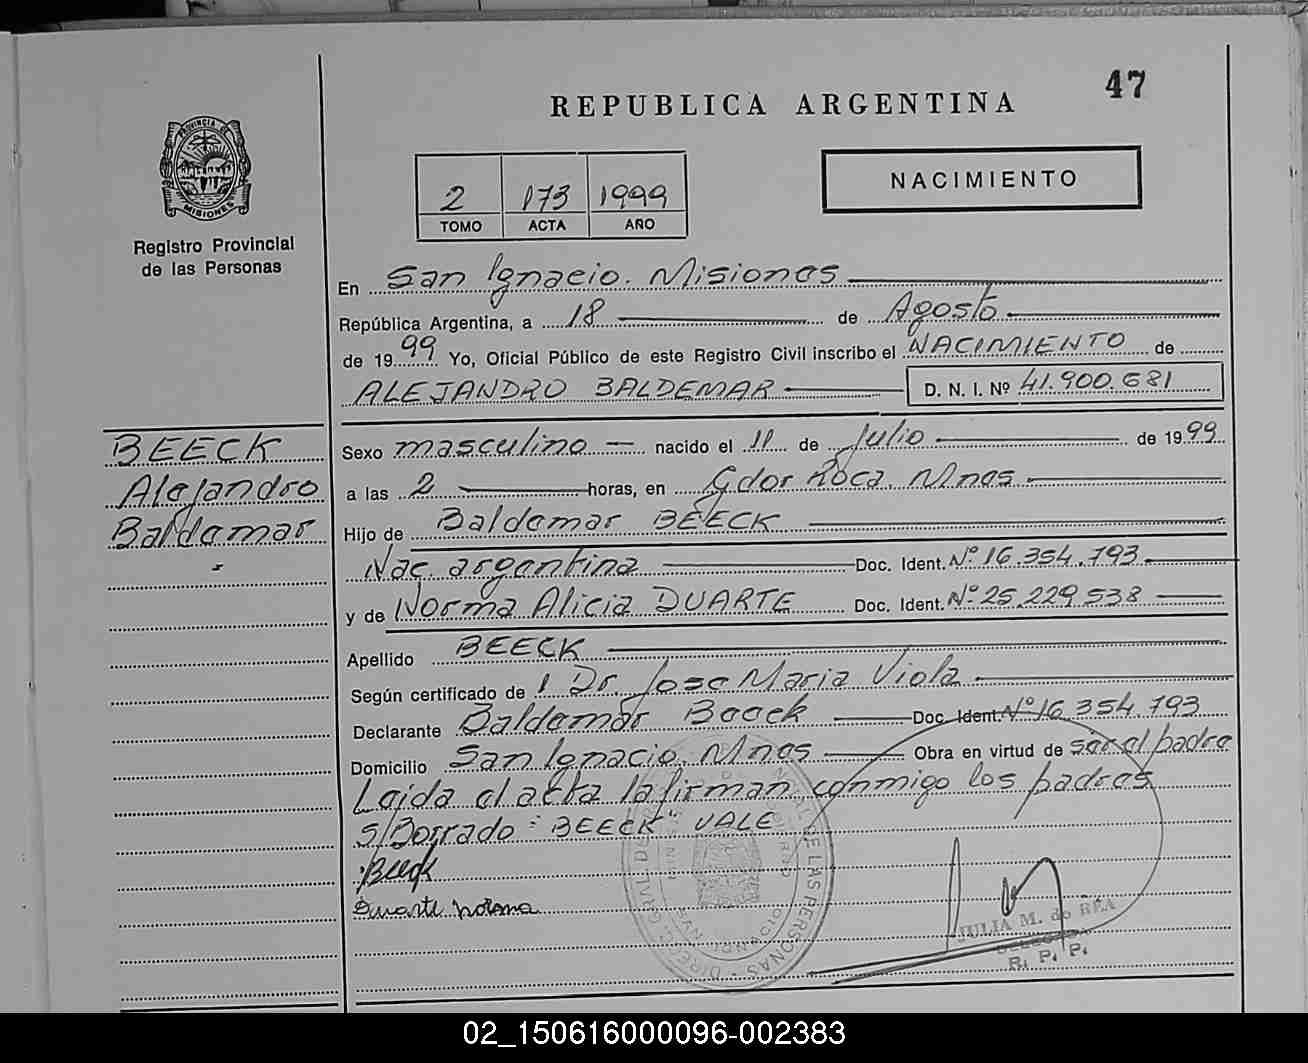 47
REPUBLICA ARGENTINA
PROVINCIA DE
MISIONES
Registro Provincial
de las Personas
2 173 1999
TOMO ACTA AÑO
NACIMIENTO
En San Ignacio. Misiones
República Argentina, a 18 de Agosto
de 1999 Yo, Oficial Público de este Registro Civil inscribo el NACIMIENTO de
ALEJANDRO BALDEMAR D. N. I. Nº 41.900.681
BEECK
Alejandro
Baldemar
Sexo masculino nacido el 11 de Julio de 1999
a las 2 horas, en Gdor Roca. Mnes
Hijo de Baldemar BEECK
Nac. argentina Doc. Ident. Nº 16.354.793
y de Norma Alicia DUARTE Doc. Ident. Nº 25.229.538
Apellido BEECK
Según certificado de Dr. Jose Maria Viola
Declarante Baldemar Beeck Doc. Ident. Nº 16.354.793
Domicilio San Ignacio. Mnes Obra en virtud de ser el padre
Leida el acta la firman conmigo los padres
S/Borrado: "BEECK" VALE
Beeck
Duarte Norma
JULIA M. de REA
R. P. P.
02_150616000096-002383